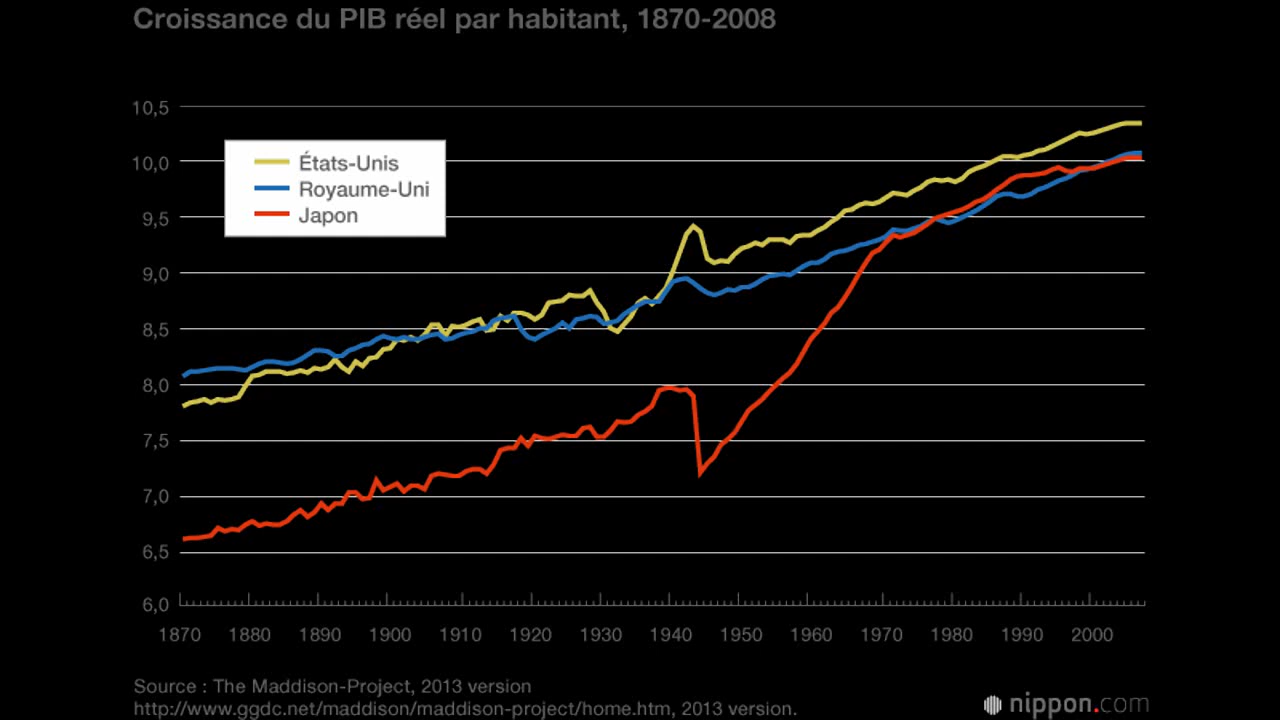 Croissance du PIB réel par habitant, 1870-2008
10,5
10,0
9,5
9,0
8,5
8,0
7,5
7,0
6,5
6,0
États-Unis
Royaume-Uni
Japon
1870 1880 1890 1900 1910 1920 1930 1940 1950 1960 1970 1980 1990 2000
Source : The Maddison-Project, 2013 version
http://www.ggdc.net/maddison/maddison-project/home.htm, 2013 version.
nippon.com